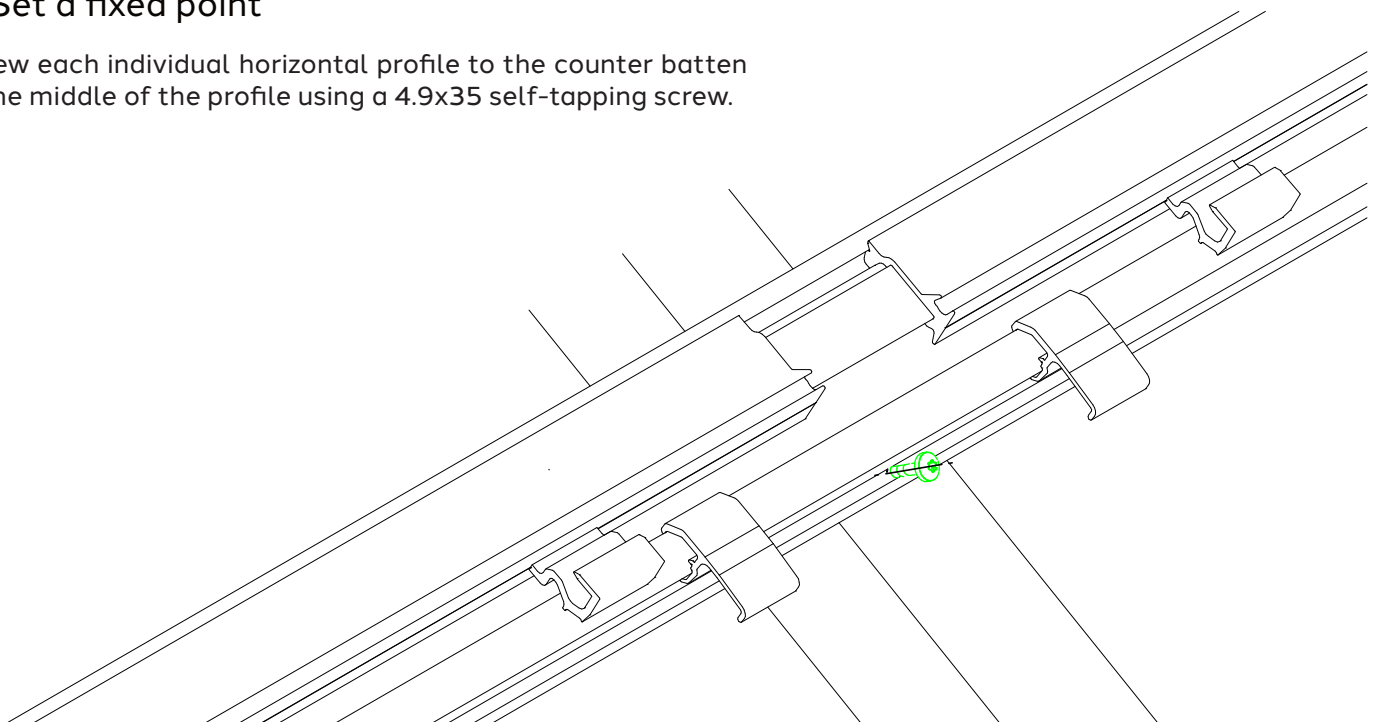 Set a fixed point
ew each individual horizontal profile to the counter batten
he middle of the profile using a 4.9x35 self-tapping screw.